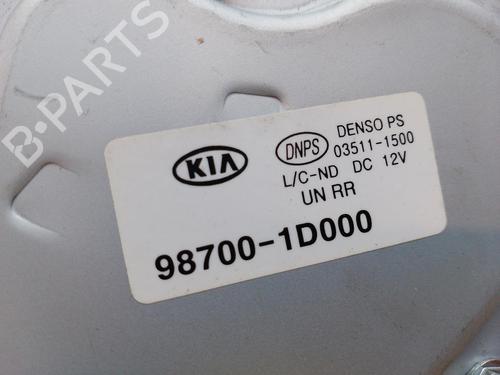 B-PARTS
KIA
DNPS
DENSO PS
03511-1500
L/C-ND DC 12V
UN RR
98700-1D000